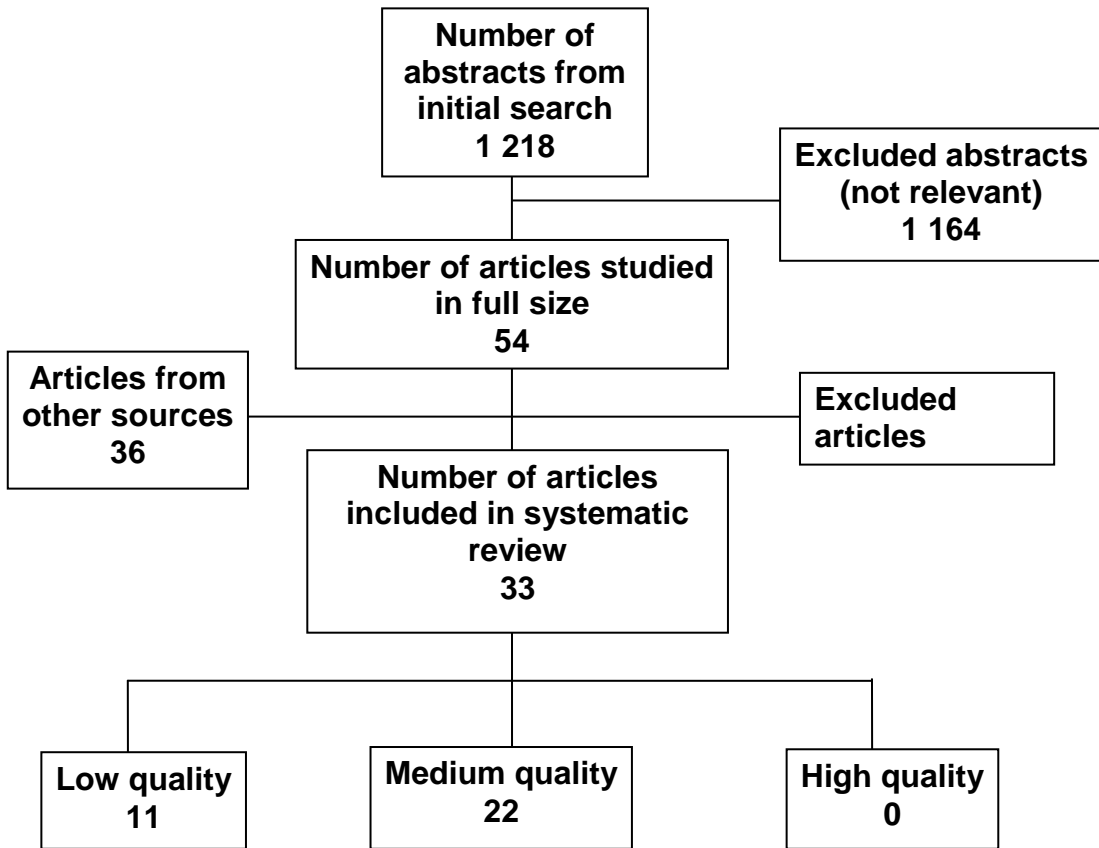 Number of
abstracts from
initial search
1 218
Excluded abstracts
(not relevant)
1 164
Number of articles studied
in full size
54
Articles from
other sources
36
Excluded
articles
Number of articles
included in systematic
review
33
Low quality
11
Medium quality
22
High quality
0